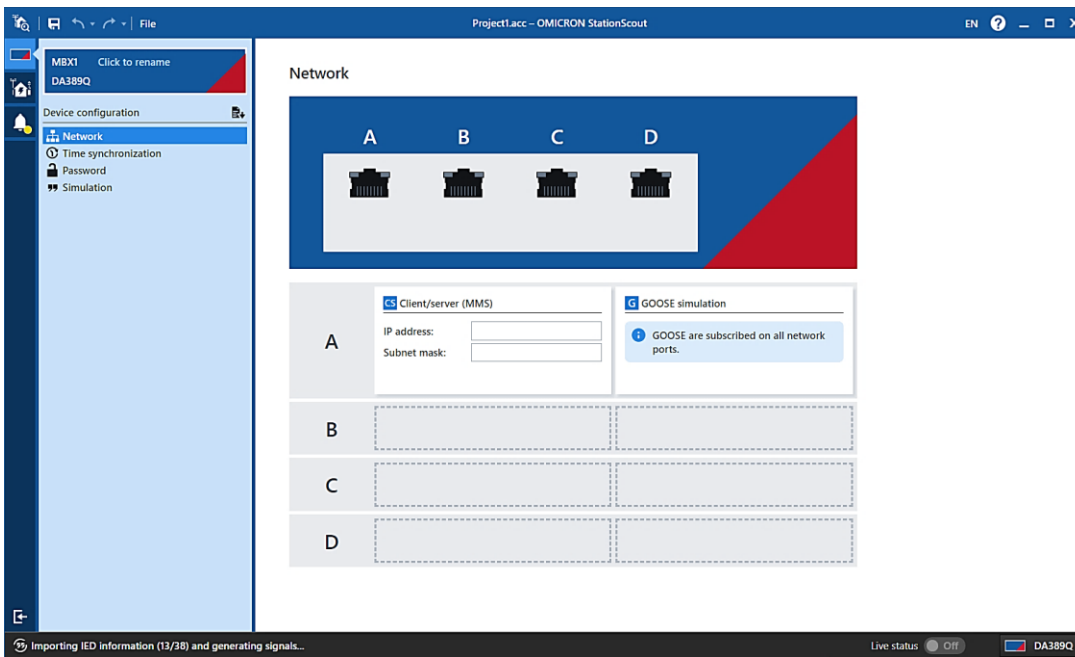 File
Project1.acc – OMICRON StationScout
EN
MBX1 Click to rename
DA389Q
Device configuration
Network
Time synchronization
Password
Simulation
Network
A B C D
A
CS Client/server (MMS)
IP address:
Subnet mask:
G GOOSE simulation
GOOSE are subscribed on all network
ports.
B
C
D
Importing IED information (13/38) and generating signals...
Live status Off
DA389Q